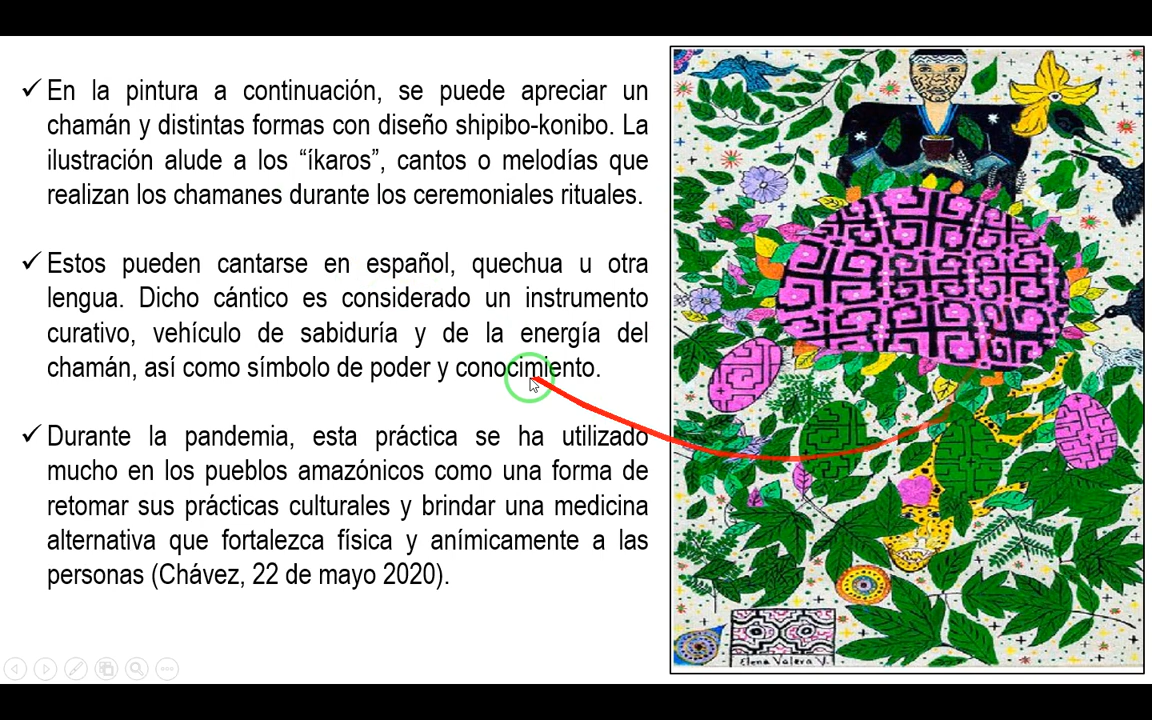 ✓ En la pintura a continuación, se puede apreciar un
chamán y distintas formas con diseño shipibo-konibo. La
ilustración alude a los “íkaros”, cantos o melodías que
realizan los chamanes durante los ceremoniales rituales.
✓ Estos pueden cantarse en español, quechua u otra
lengua. Dicho cántico es considerado un instrumento
curativo, vehículo de sabiduría y de la energía del
chamán, así como símbolo de poder y conocimiento.
✓ Durante la pandemia, esta práctica se ha utilizado
mucho en los pueblos amazónicos como una forma de
retomar sus prácticas culturales y brindar una medicina
alternativa que fortalezca física y anímicamente a las
personas (Chávez, 22 de mayo 2020).
Elena Valera V.